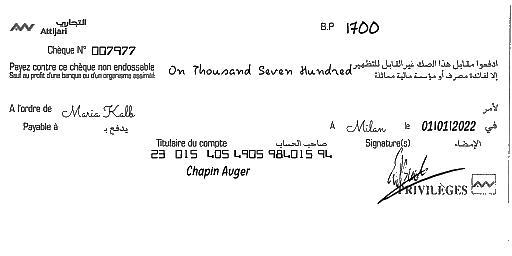 التجاري
Attijari
B.P 1700
Chèque N° 007977
Payez contre ce chèque non endossable
Sauf au profit d'une banque ou d'un organisme assimilé
On Thousand Seven Hundred
ادفعوا مقابل هذا الصك غير القابل للتظهير
إلا لفائدة مصرف أو مؤسسة مالية مماثلة
A l'ordre de Maria Kalb لأمر
Payable à يدفع بـ
A Milan le 01/01/2022 في
Titulaire du compte صاحب الحساب
Signature(s) الإمضاء
23 015 405 4905 984015 94
Chapin Auger
PRIVILÈGES